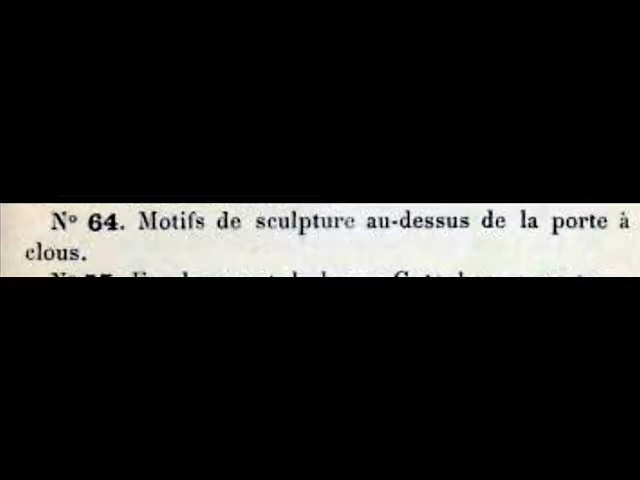 N° 64. Motifs de sculpture au-dessus de la porte à
clous.